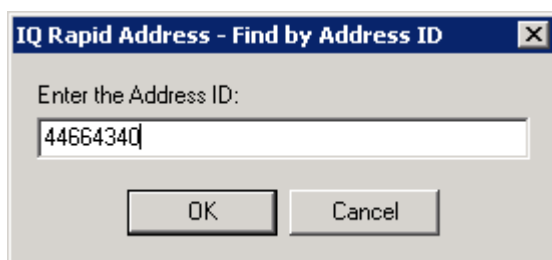 IQ Rapid Address - Find by Address ID
Enter the Address ID:
44664340
OK Cancel